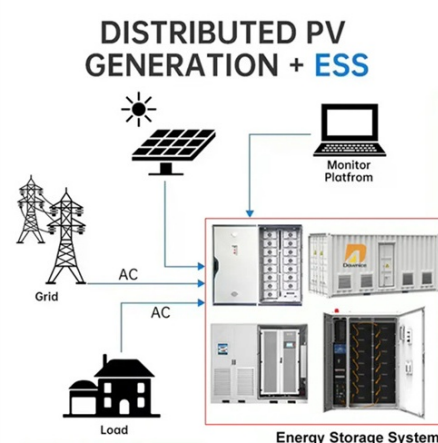 DISTRIBUTED PV
GENERATION + ESS
Monitor
Platfrom
AC
Grid
AC
Load
Energy Storage System